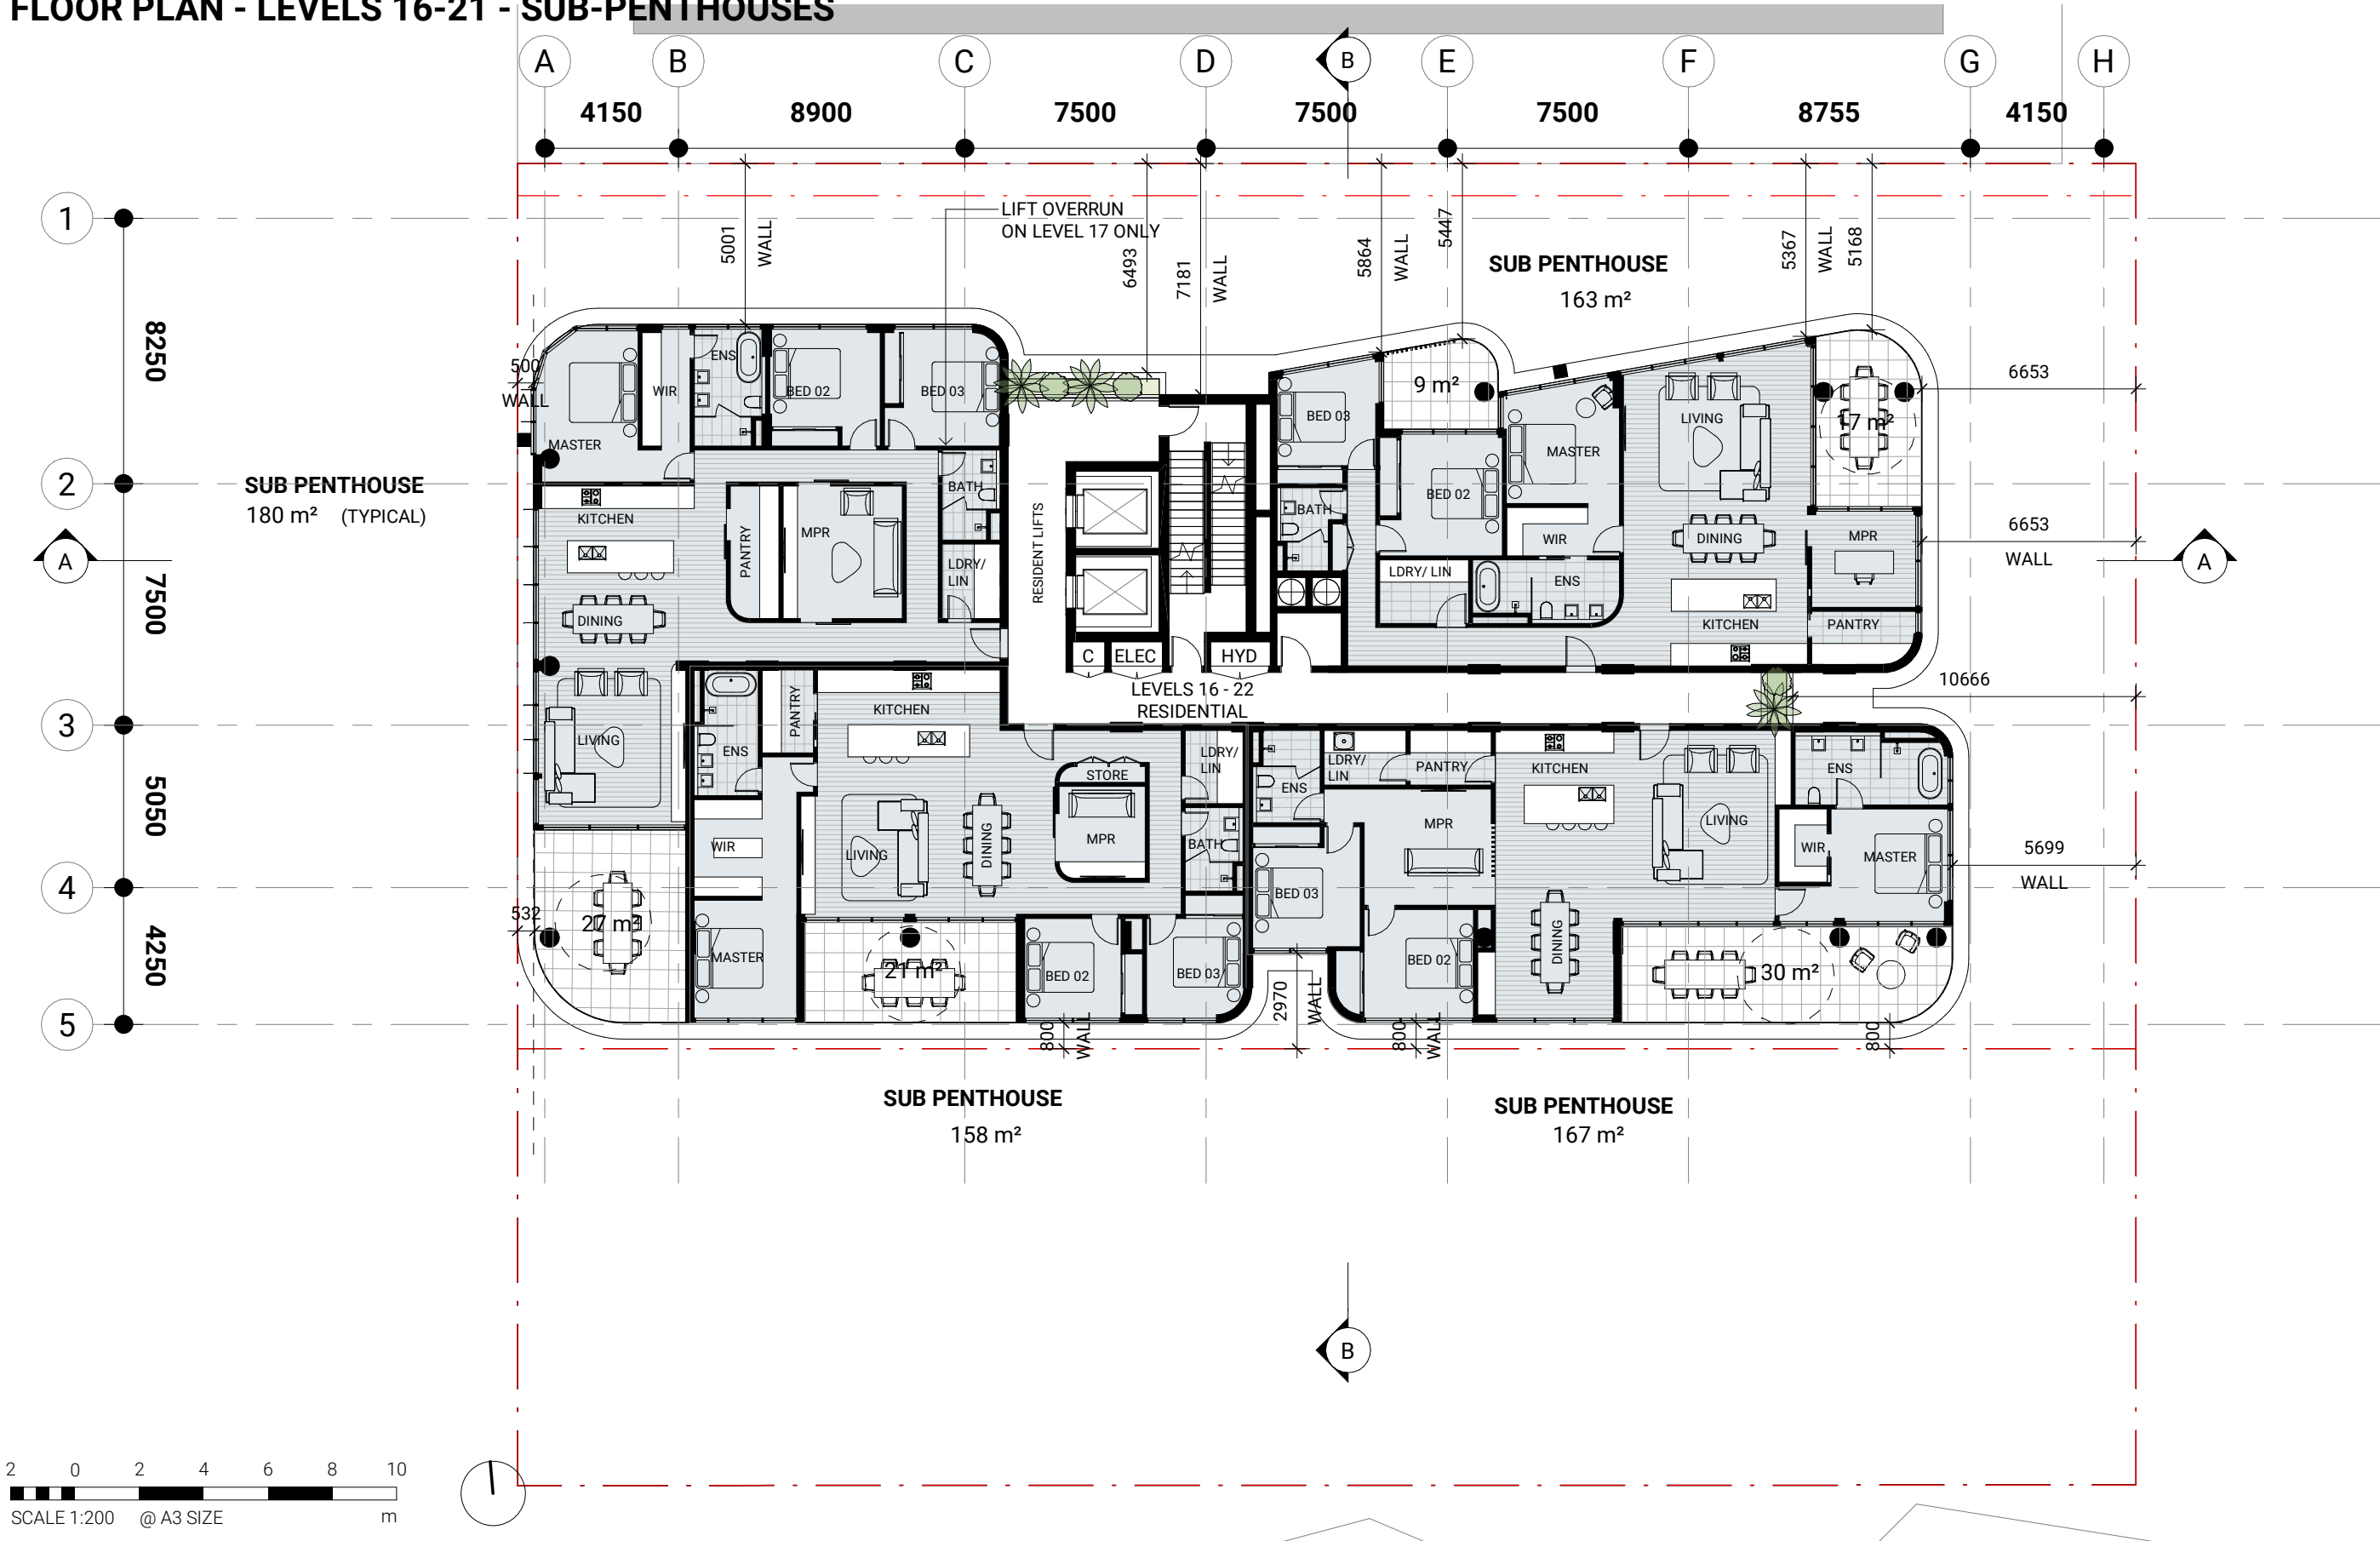 FLOOR PLAN - LEVELS 16-21 - SUB-PENTHOUSES
A
B
C
D
B
E
F
G
H
4150
8900
7500
7500
7500
8755
4150
1
2
3
4
5
8250
7500
5050
4250
A
A
5001
WALL
LIFT OVERRUN
ON LEVEL 17 ONLY
6493
7181
WALL
5864
WALL
5447
5367
WALL
5168
SUB PENTHOUSE
163 m²
500
WALL
SUB PENTHOUSE
180 m² (TYPICAL)
MASTER
WIR
ENS
BED 02
BED 03
KITCHEN
PANTRY
MPR
BATH
LDRY/
LIN
DINING
LIVING
27 m²
532
RESIDENT LIFTS
C
ELEC
HYD
LEVELS 16 - 22
RESIDENTIAL
BED 03
9 m²
BED 02
BATH
MASTER
WIR
LDRY/ LIN
ENS
LIVING
17 m²
DINING
MPR
KITCHEN
PANTRY
6653
6653
WALL
10666
ENS
PANTRY
KITCHEN
WIR
LIVING
DINING
STORE
MPR
LDRY/
LIN
BATH
MASTER
21 m²
BED 02
BED 03
800
WALL
ENS
LDRY/
LIN
PANTRY
KITCHEN
MPR
LIVING
ENS
WIR
MASTER
BED 03
BED 02
DINING
30 m²
5699
WALL
2970
WALL
800
WALL
800
SUB PENTHOUSE
158 m²
SUB PENTHOUSE
167 m²
B
2 0 2 4 6 8 10
SCALE 1:200 @ A3 SIZE m